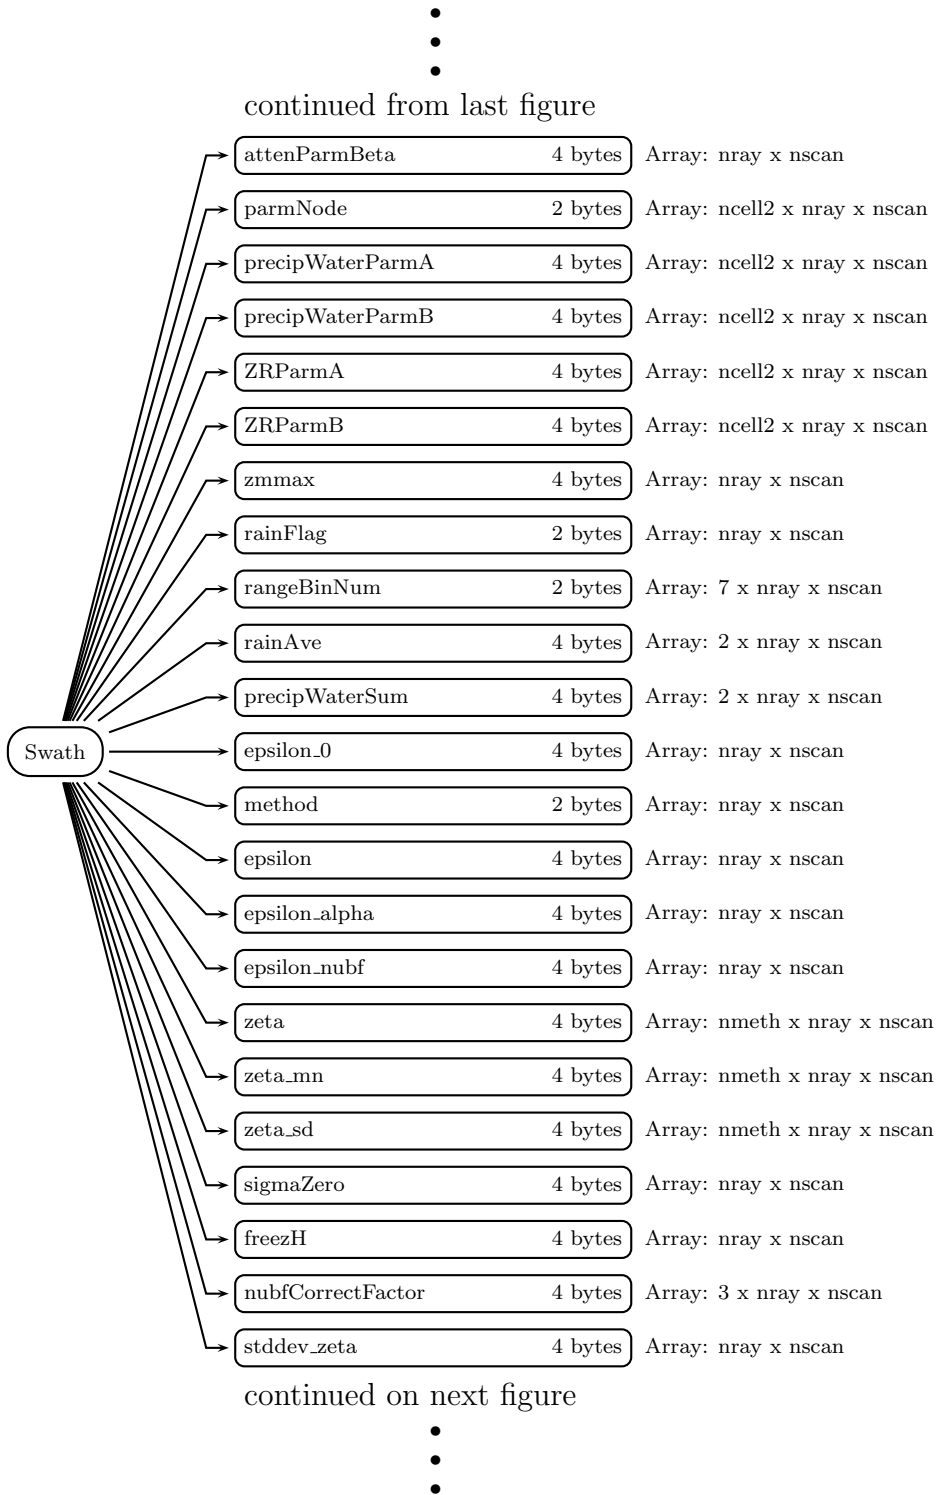 continued from last figure
attenParmBeta 4 bytes Array: nray x nscan
parmNode 2 bytes Array: ncell2 x nray x nscan
precipWaterParmA 4 bytes Array: ncell2 x nray x nscan
precipWaterParmB 4 bytes Array: ncell2 x nray x nscan
ZRParmA 4 bytes Array: ncell2 x nray x nscan
ZRParmB 4 bytes Array: ncell2 x nray x nscan
zmmax 4 bytes Array: nray x nscan
rainFlag 2 bytes Array: nray x nscan
rangeBinNum 2 bytes Array: 7 x nray x nscan
rainAve 4 bytes Array: 2 x nray x nscan
precipWaterSum 4 bytes Array: 2 x nray x nscan
Swath epsilon_0 4 bytes Array: nray x nscan
method 2 bytes Array: nray x nscan
epsilon 4 bytes Array: nray x nscan
epsilon_alpha 4 bytes Array: nray x nscan
epsilon_nubf 4 bytes Array: nray x nscan
zeta 4 bytes Array: nmeth x nray x nscan
zeta_mn 4 bytes Array: nmeth x nray x nscan
zeta_sd 4 bytes Array: nmeth x nray x nscan
sigmaZero 4 bytes Array: nray x nscan
freezH 4 bytes Array: nray x nscan
nubfCorrectFactor 4 bytes Array: 3 x nray x nscan
stddev_zeta 4 bytes Array: nray x nscan
continued on next figure